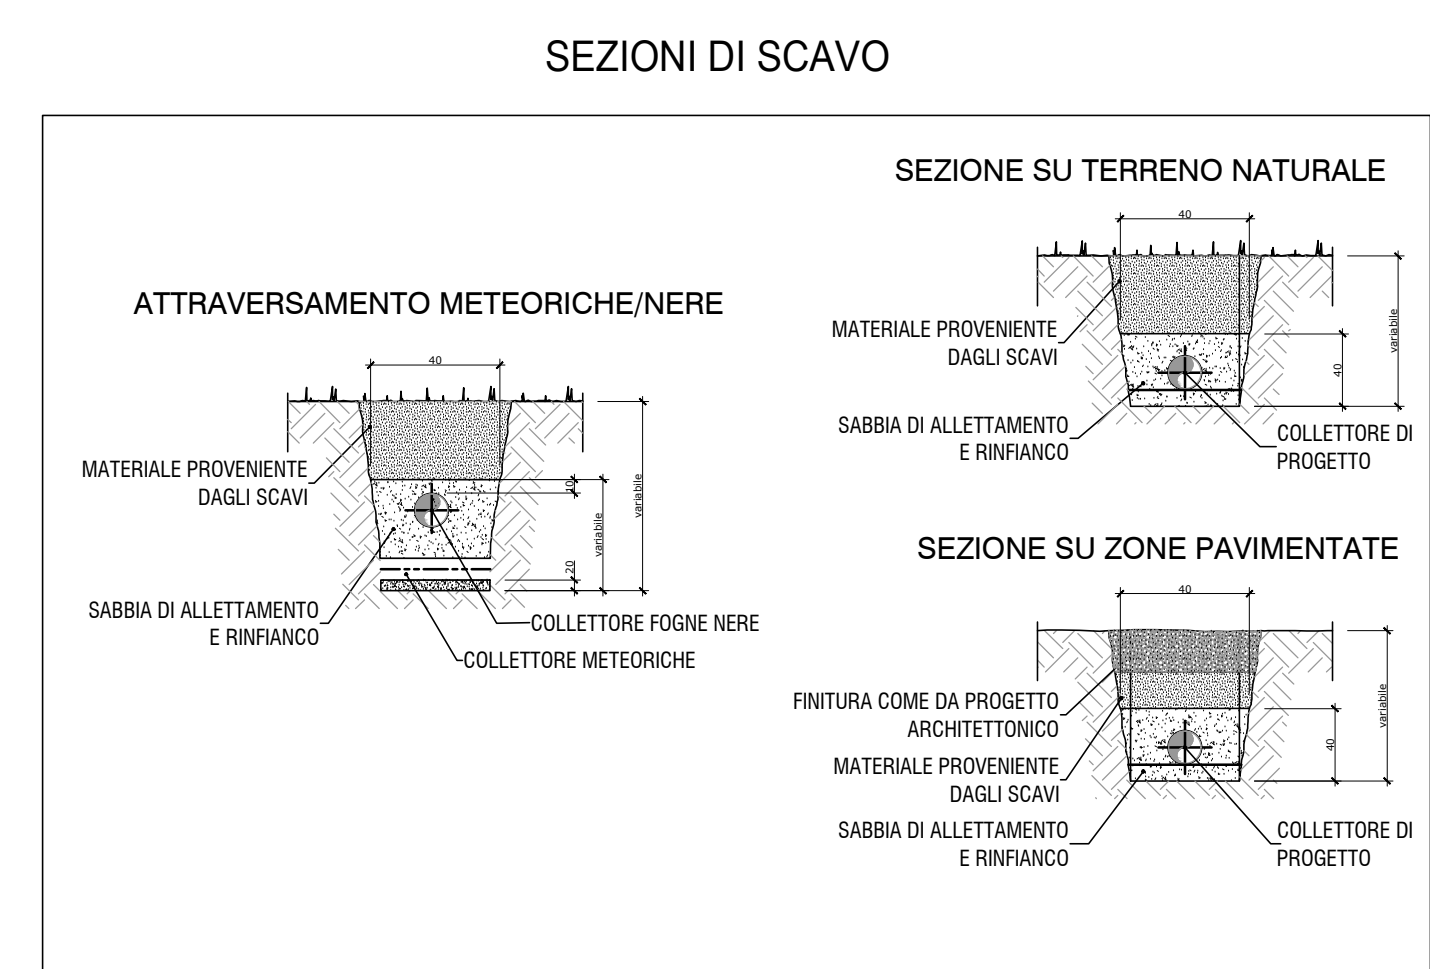 SEZIONI DI SCAVO
ATTRAVERSAMENTO METEORICHE/NERE
40
MATERIALE PROVENIENTE
DAGLI SCAVI
10
variabile
variabile
20
SABBIA DI ALLETTAMENTO
E RINFIANCO
COLLETTORE FOGNE NERE
COLLETTORE METEORICHE
SEZIONE SU TERRENO NATURALE
40
MATERIALE PROVENIENTE
DAGLI SCAVI
variabile
40
SABBIA DI ALLETTAMENTO
E RINFIANCO
COLLETTORE DI
PROGETTO
SEZIONE SU ZONE PAVIMENTATE
40
FINITURA COME DA PROGETTO
ARCHITETTONICO
variabile
40
MATERIALE PROVENIENTE
DAGLI SCAVI
SABBIA DI ALLETTAMENTO
E RINFIANCO
COLLETTORE DI
PROGETTO